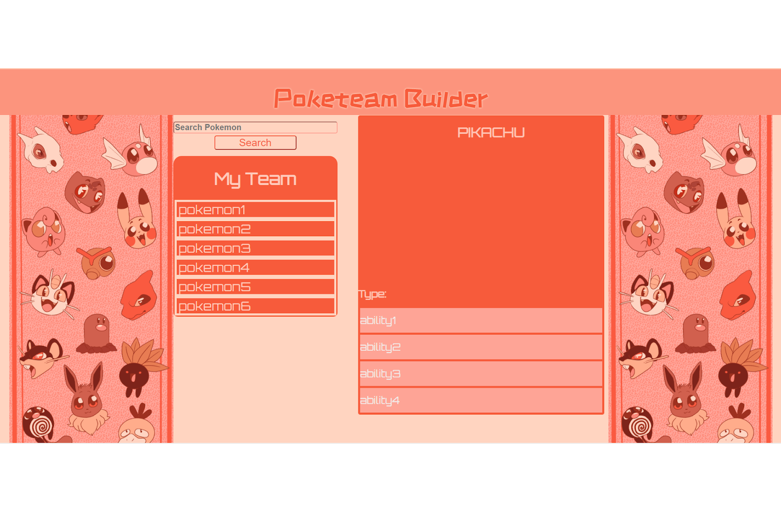 Poketeam Builder
Search Pokemon
Search
My Team
pokemon1
pokemon2
pokemon3
pokemon4
pokemon5
pokemon6
PIKACHU
Type:
ability1
ability2
ability3
ability4